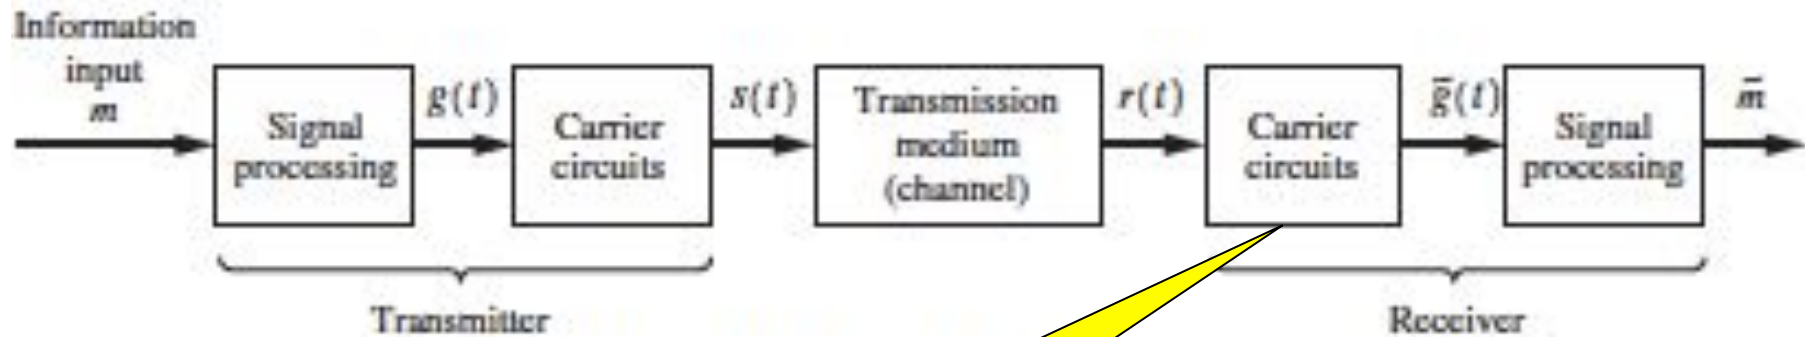 Information
input
m
Signal
processing
g(t)
Carrier
circuits
s(t)
Transmission
medium
(channel)
r(t)
Carrier
circuits
g̅(t)
Signal
processing
m̅
Transmitter
Receiver